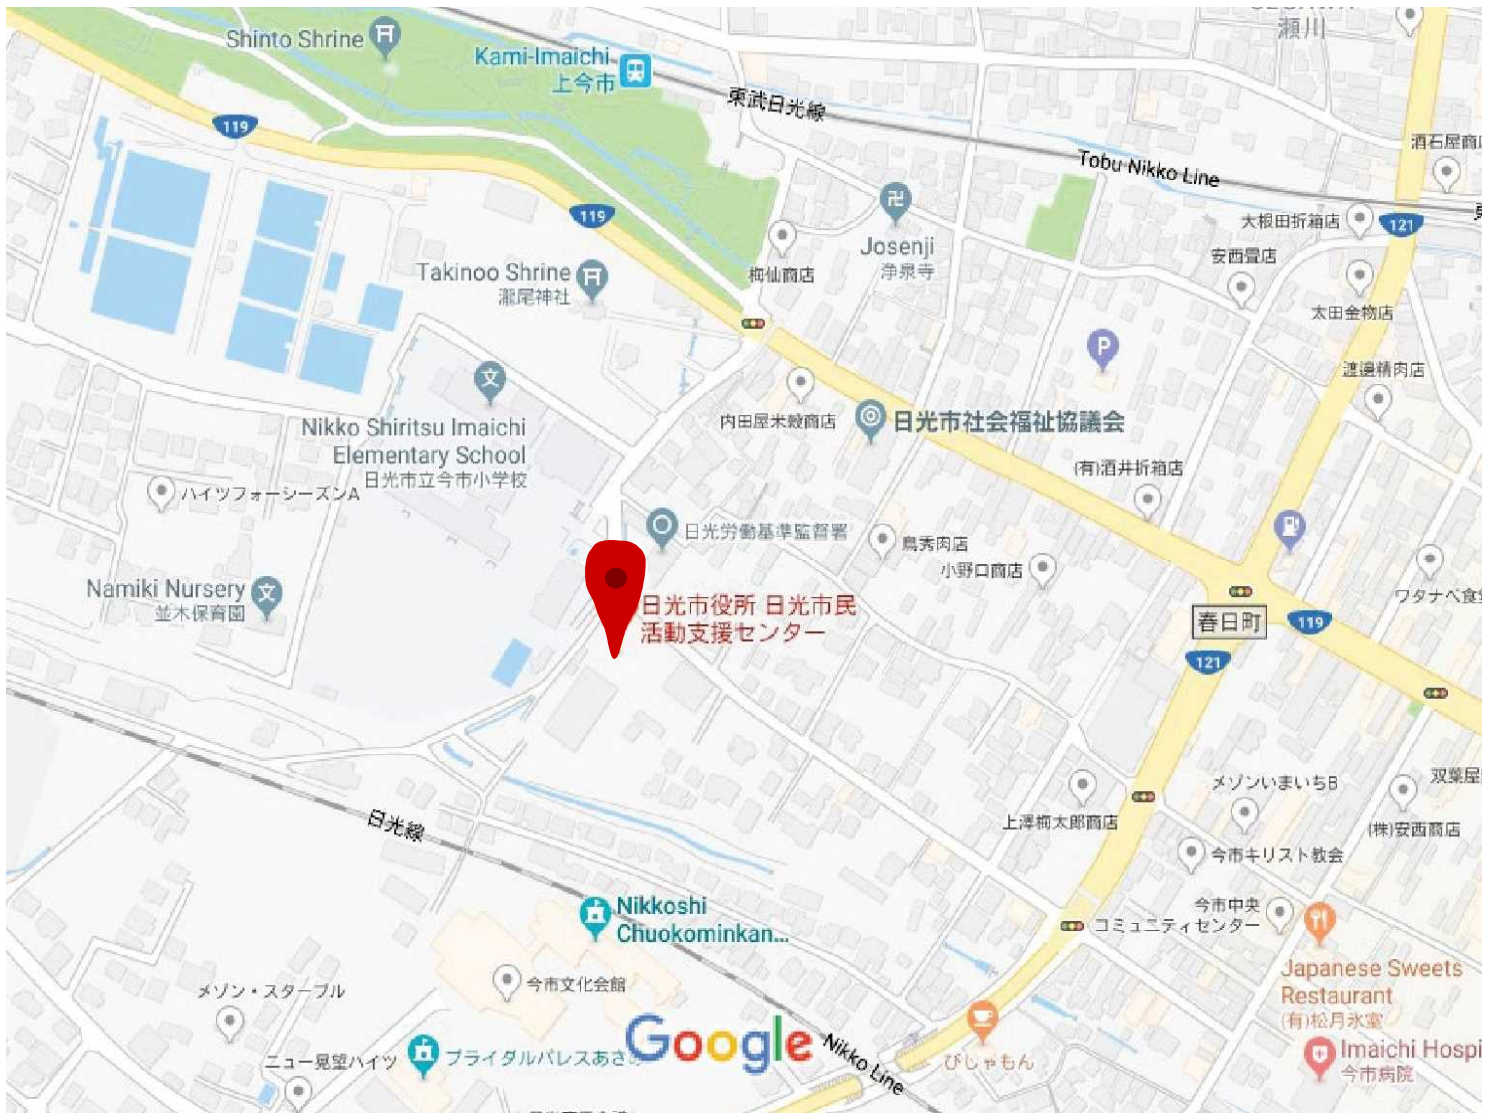 Shinto Shrine
Kami-Imaichi
上今市
瀬川
119
東武日光線
Tobu Nikko Line
酒石屋商
大根田折箱店
121
119
Josenji
浄泉寺
安西畳店
Takinoo Shrine
瀧尾神社
梅仙商店
太田金物店
P
渡邊精肉店
内田屋米穀商店
日光市社会福祉協議会
Nikko Shiritsu Imaichi
Elementary School
日光市立今市小学校
(有)酒井折箱店
ハイツフォーシーズンA
日光労働基準監督署
鳥秀肉店
小野口商店
Namiki Nursery
並木保育園
日光市役所 日光市民
活動支援センター
ワタナベ食
春日町
119
121
日光線
メゾンいまいちB
双葉屋
上澤梅太郎商店
(株)安西商店
今市キリスト教会
Nikkoshi
Chuokominkan...
今市中央
コミュニティセンター
今市文化会館
Japanese Sweets
Restaurant
(有)松月氷室
メゾン・スターブル
Google
Nikko Line
びしゃもん
ニュー見望ハイツ
ブライダルパレスあさの
Imaichi Hospi
今市病院